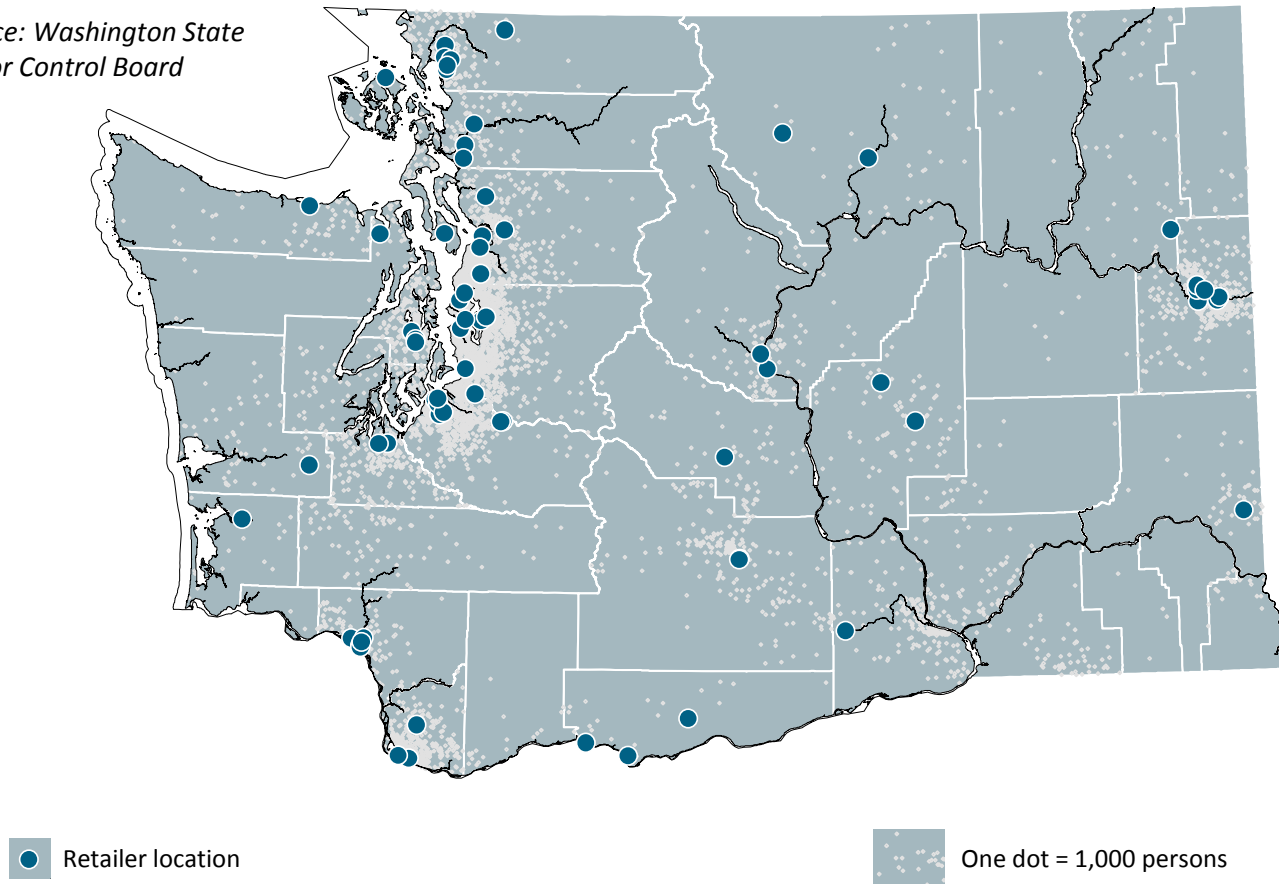 ce: Washington State
or Control Board
Retailer location
One dot = 1,000 persons